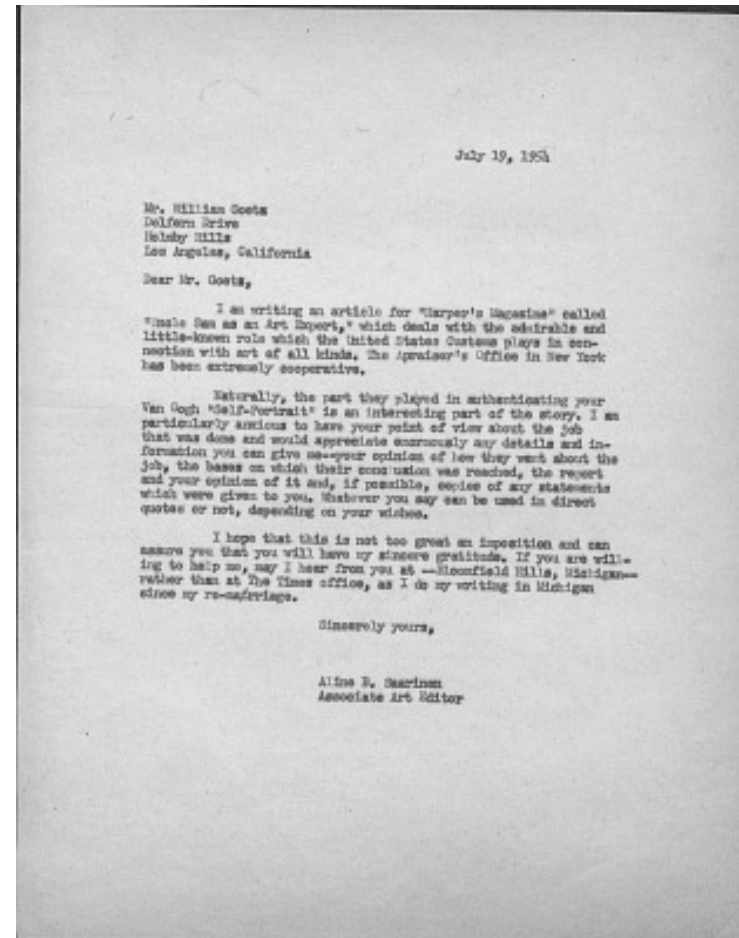 July 19, 1954
Mr. William Goetz
Delfern Drive
Holmby Hills
Los Angeles, California
Dear Mr. Goetz,
I am writing an article for "Harper's Magazine" called
"Uncle Sam as an Art Expert," which deals with the admirable and
little-known role which the United States Customs plays in con-
nection with art of all kinds. The Apraiser's Office in New York
has been extremely cooperative.
Naturally, the part they played in authenticating your
Van Gogh "Self-Portrait" is an interesting part of the story. I am
particularly anxious to have your point of view about the job
that was done and would appreciate enormously any details and in-
formation you can give me--your opinion of how they went about the
job, the bases on which their conclusion was reached, the report
and your opinion of it and, if possible, copies of any statements
which were given to you. Whatever you say can be used in direct
quotes or not, depending on your wishes.
I hope that this is not too great an imposition and can
assure you that you will have my sincere gratitude. If you are will-
ing to help me, may I hear from you at --Bloomfield Hills, Michigan--
rather than at The Times office, as I do my writing in Michigan
since my
Sincerely yours,
Aline B. Saarinen
Associate Art Editor